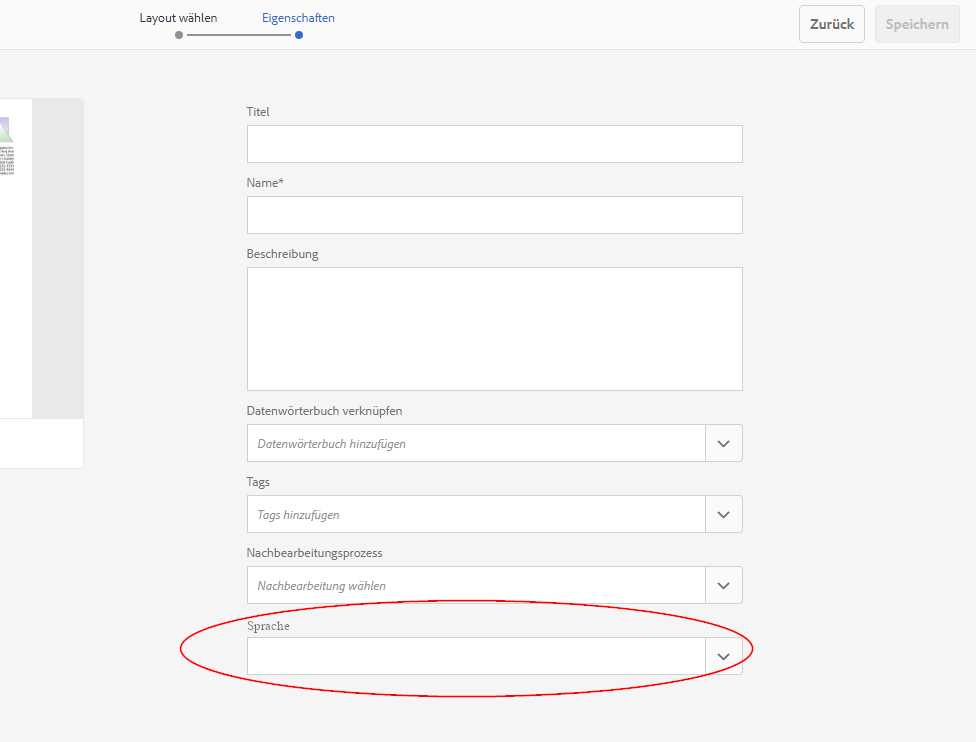 Layout wählen
Eigenschaften
Zurück
Speichern
Titel
Name*
Beschreibung
Datenwörterbuch verknüpfen
Datenwörterbuch hinzufügen
Tags
Tags hinzufügen
Nachbearbeitungsprozess
Nachbearbeitung wählen
Sprache